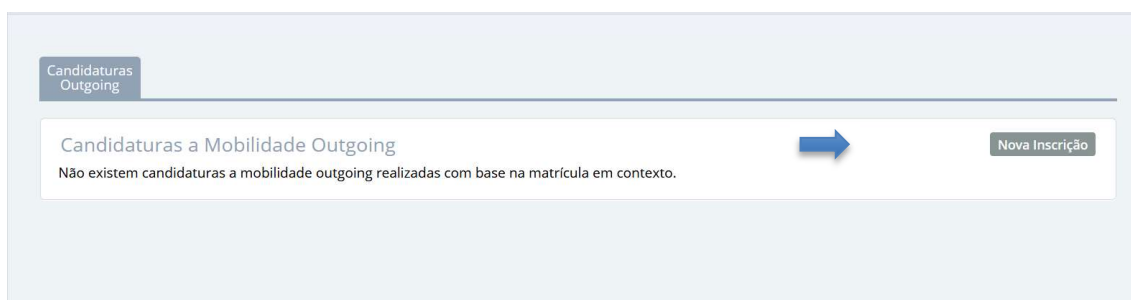 Candidaturas
Outgoing
Candidaturas a Mobilidade Outgoing
Nova Inscrição
Não existem candidaturas a mobilidade outgoing realizadas com base na matrícula em contexto.